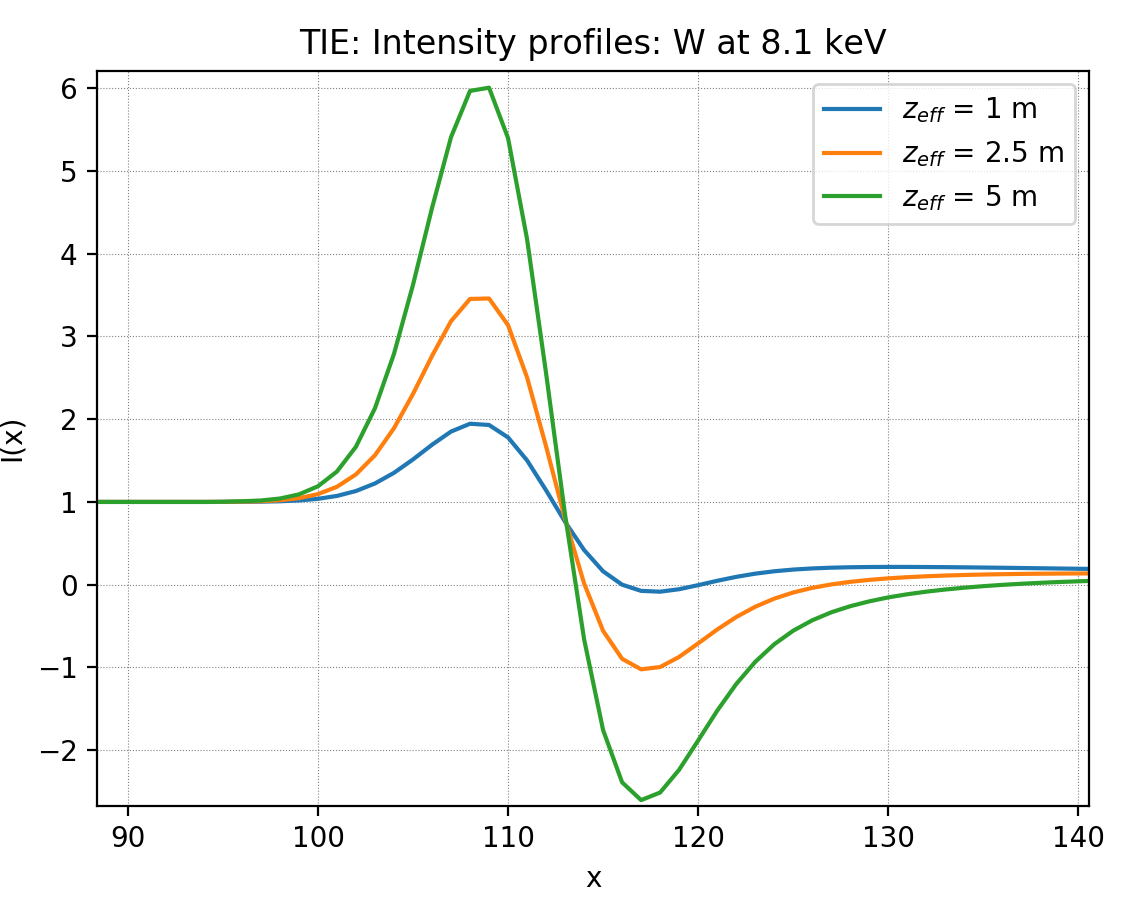 TIE: Intensity profiles: W at 8.1 keV
z_eff = 1 m
z_eff = 2.5 m
z_eff = 5 m
6
5
4
3
2
1
0
−1
−2
I(x)
90 100 110 120 130 140
x